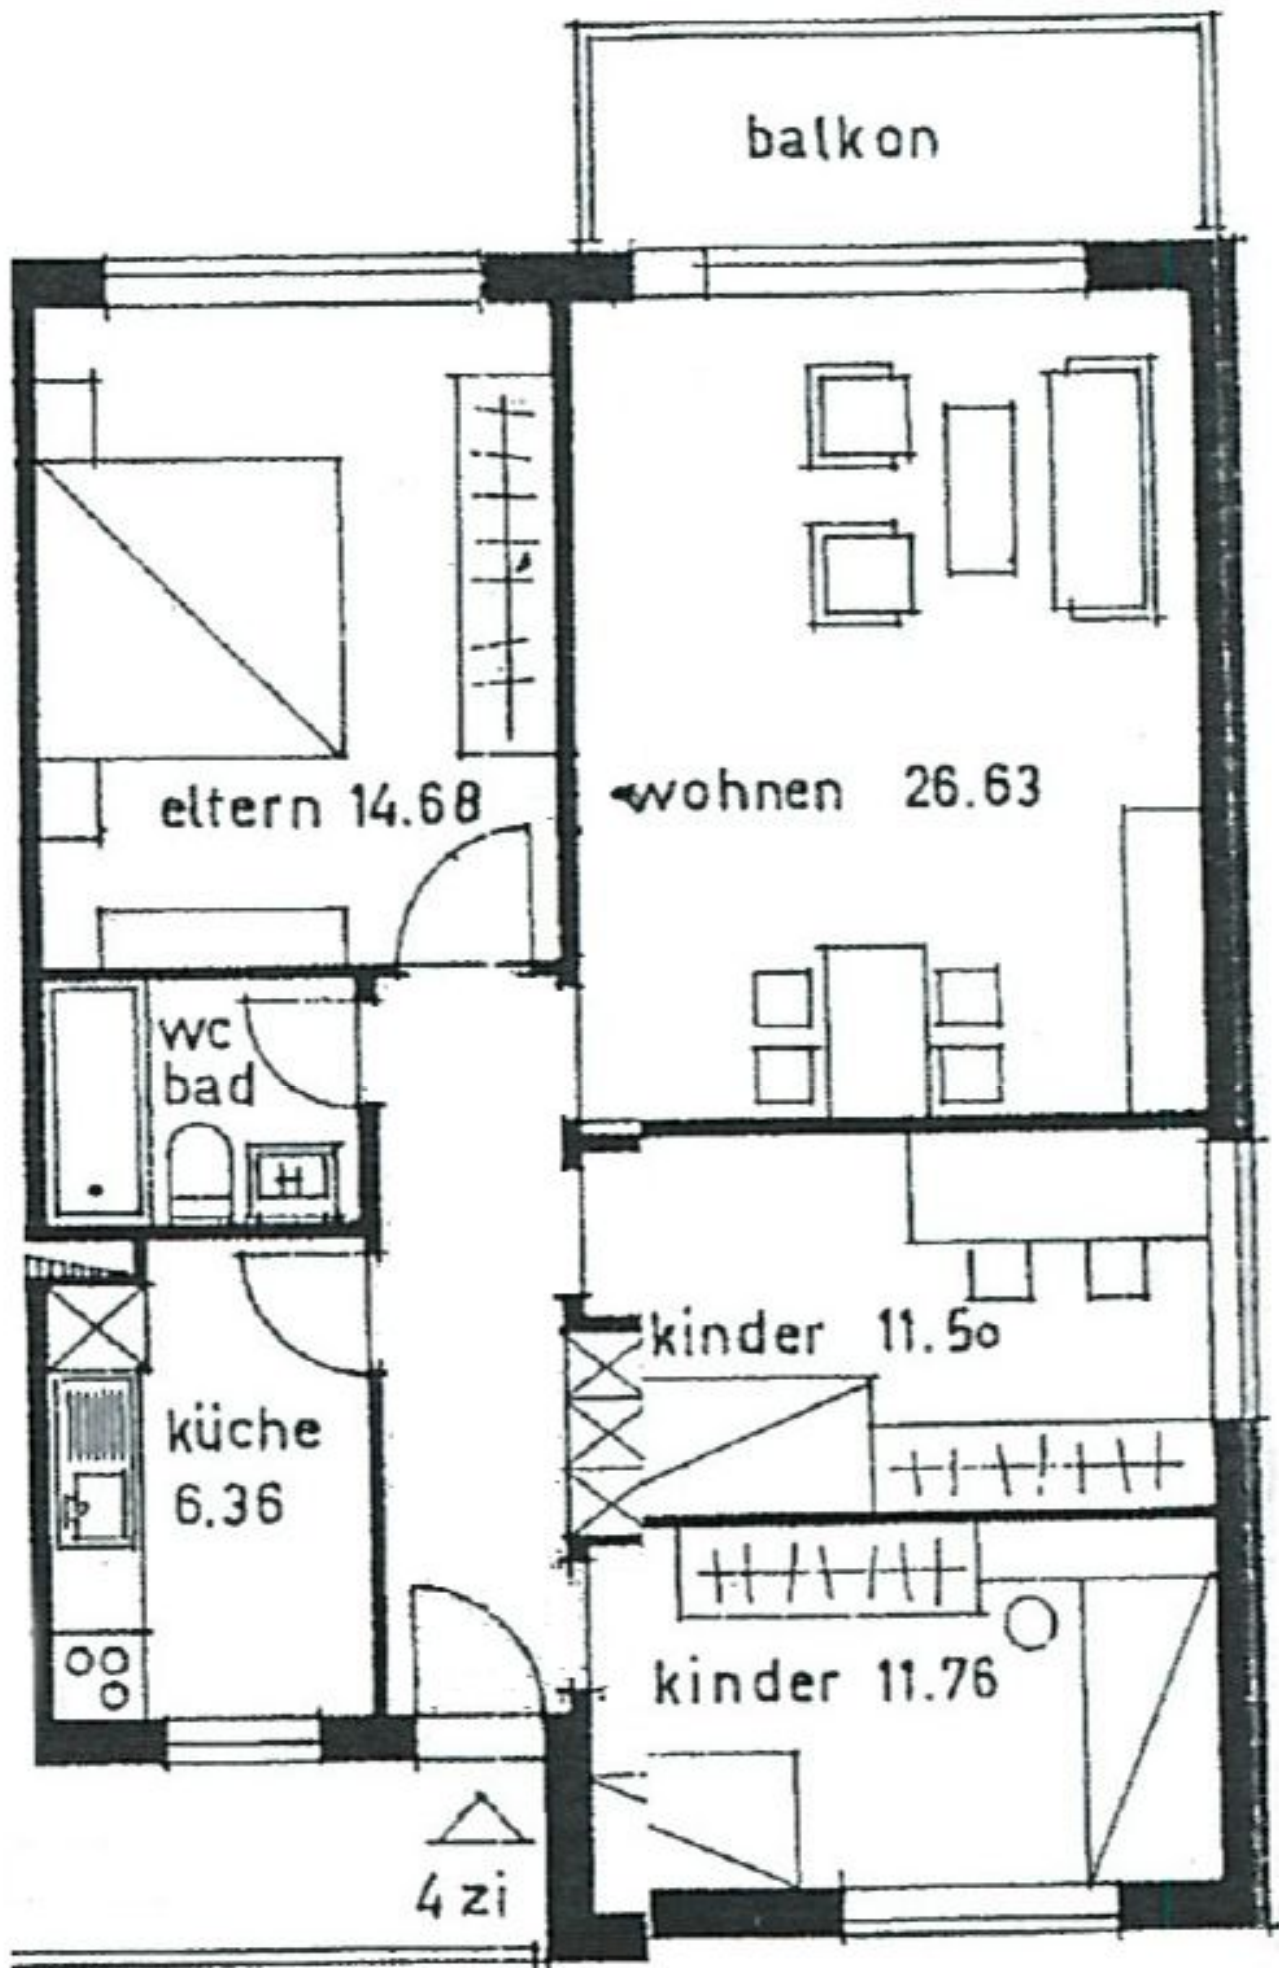 balkon
eltern 14.68
wohnen 26.63
wc
bad
H
kinder 11.50
küche
6.36
kinder 11.76
4 zi